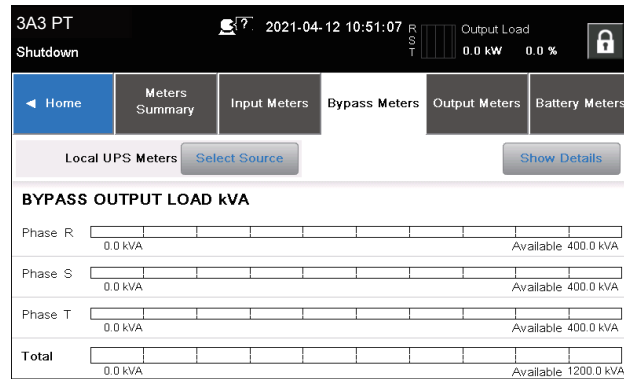 3A3 PT
Shutdown
? 2021-04-12 10:51:07
R
S
T
Output Load
0.0 kW 0.0 %
R
◄ Home
Meters
Summary
Input Meters
Bypass Meters
Output Meters
Battery Meters
Local UPS Meters
Select Source
Show Details
BYPASS OUTPUT LOAD kVA
Phase R
0.0 kVA Available 400.0 kVA
Phase S
0.0 kVA Available 400.0 kVA
Phase T
0.0 kVA Available 400.0 kVA
Total
0.0 kVA Available 1200.0 kVA